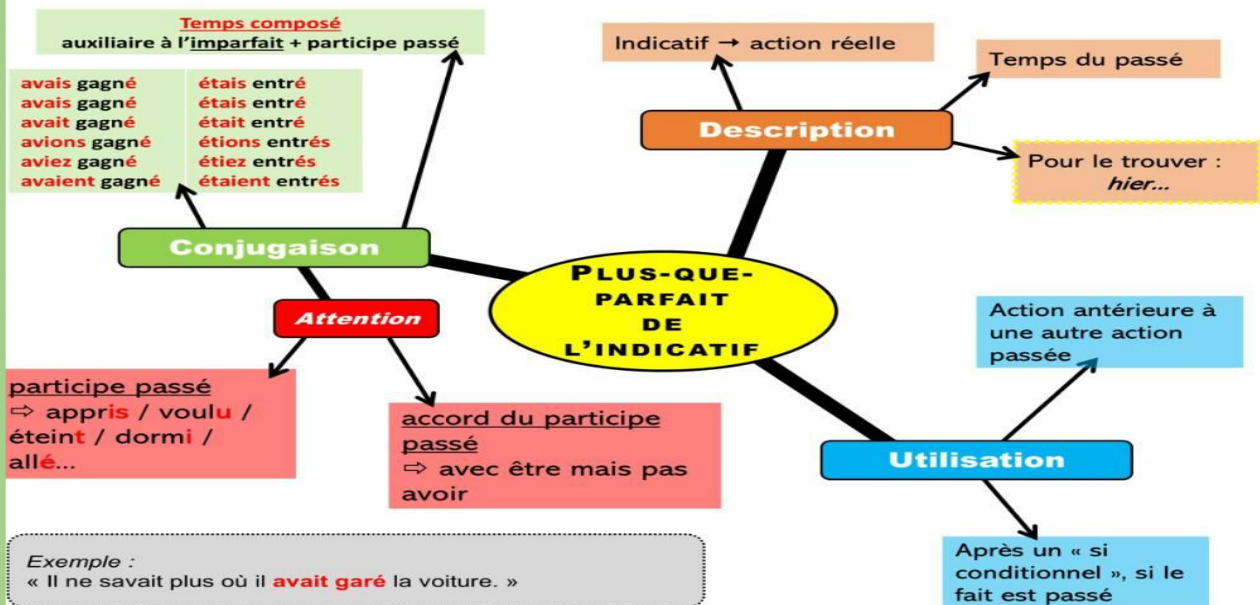 Temps composé
auxiliaire à l'imparfait + participe passé
avais gagné
avais gagné
avait gagné
avions gagné
aviez gagné
avaient gagné
étais entré
étais entré
était entré
étions entrés
étiez entrés
étaient entrés
Conjugaison
Attention
participe passé
⇨ appris / voulu /
éteint / dormi /
allé...
accord du participe
passé
⇨ avec être mais pas
avoir
Indicatif → action réelle
Temps du passé
Description
Pour le trouver :
hier...
PLUS-QUE-
PARFAIT
DE
L'INDICATIF
Action antérieure à
une autre action
passée
Utilisation
Après un « si
conditionnel », si le
fait est passé
Exemple :
« Il ne savait plus où il avait garé la voiture. »